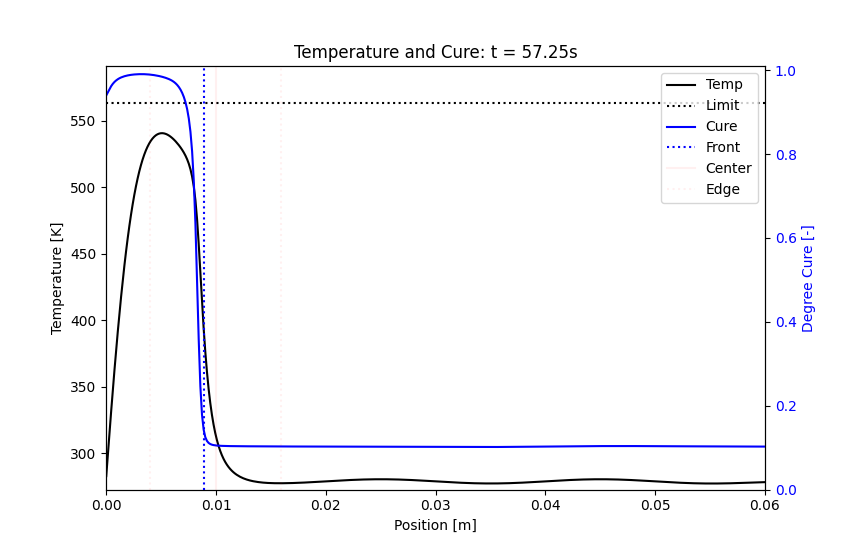 Temperature and Cure: t = 57.25s
Temp
Limit
Cure
Front
Center
Edge
Temperature [K]
550
500
450
400
350
300
Degree Cure [-]
1.0
0.8
0.6
0.4
0.2
0.0
0.00 0.01 0.02 0.03 0.04 0.05 0.06
Position [m]